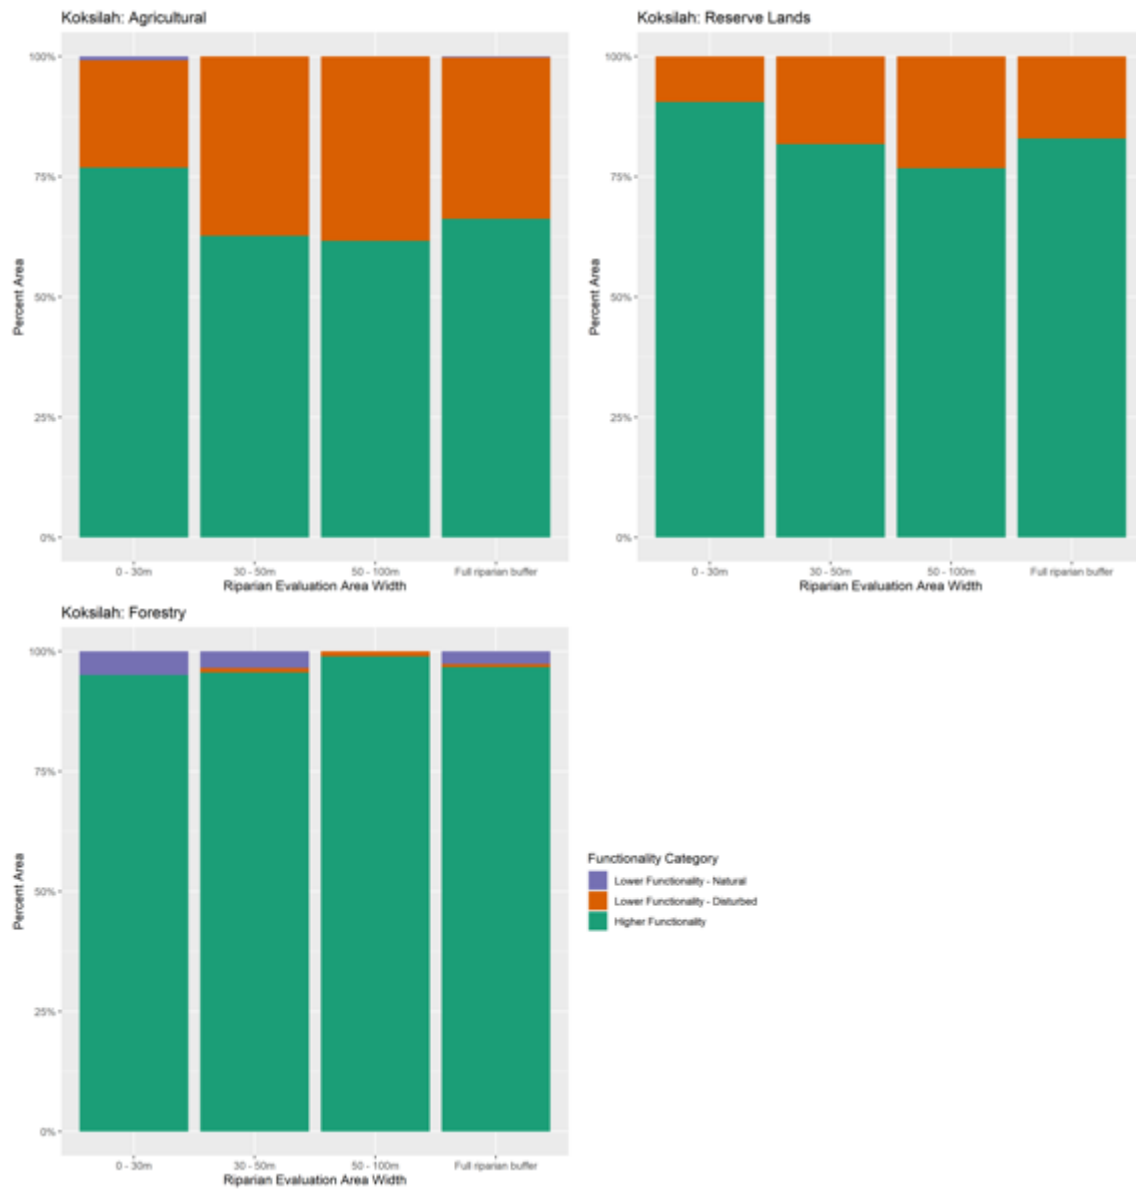 Koksilah: Agricultural
100%
75%
50%
25%
0%
Percent Area
0 - 30m
30 - 50m
50 - 100m
Full riparian buffer
Riparian Evaluation Area Width
Koksilah: Reserve Lands
100%
75%
50%
25%
0%
Percent Area
0 - 30m
30 - 50m
50 - 100m
Full riparian buffer
Riparian Evaluation Area Width
Koksilah: Forestry
100%
75%
50%
25%
0%
Percent Area
0 - 30m
30 - 50m
50 - 100m
Full riparian buffer
Riparian Evaluation Area Width
Functionality Category
Lower Functionality - Natural
Lower Functionality - Disturbed
Higher Functionality